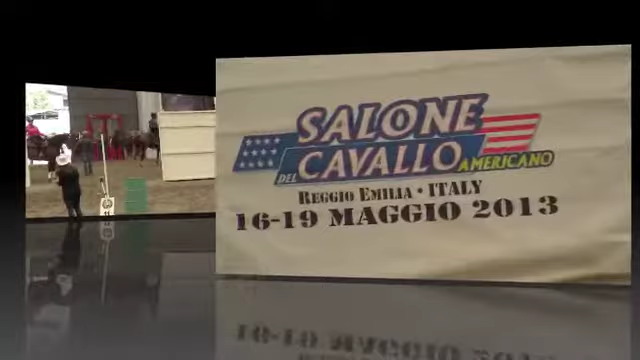 SALONE
DEL CAVALLO AMERICANO
REGGIO EMILIA • ITALY
16-19 MAGGIO 2013